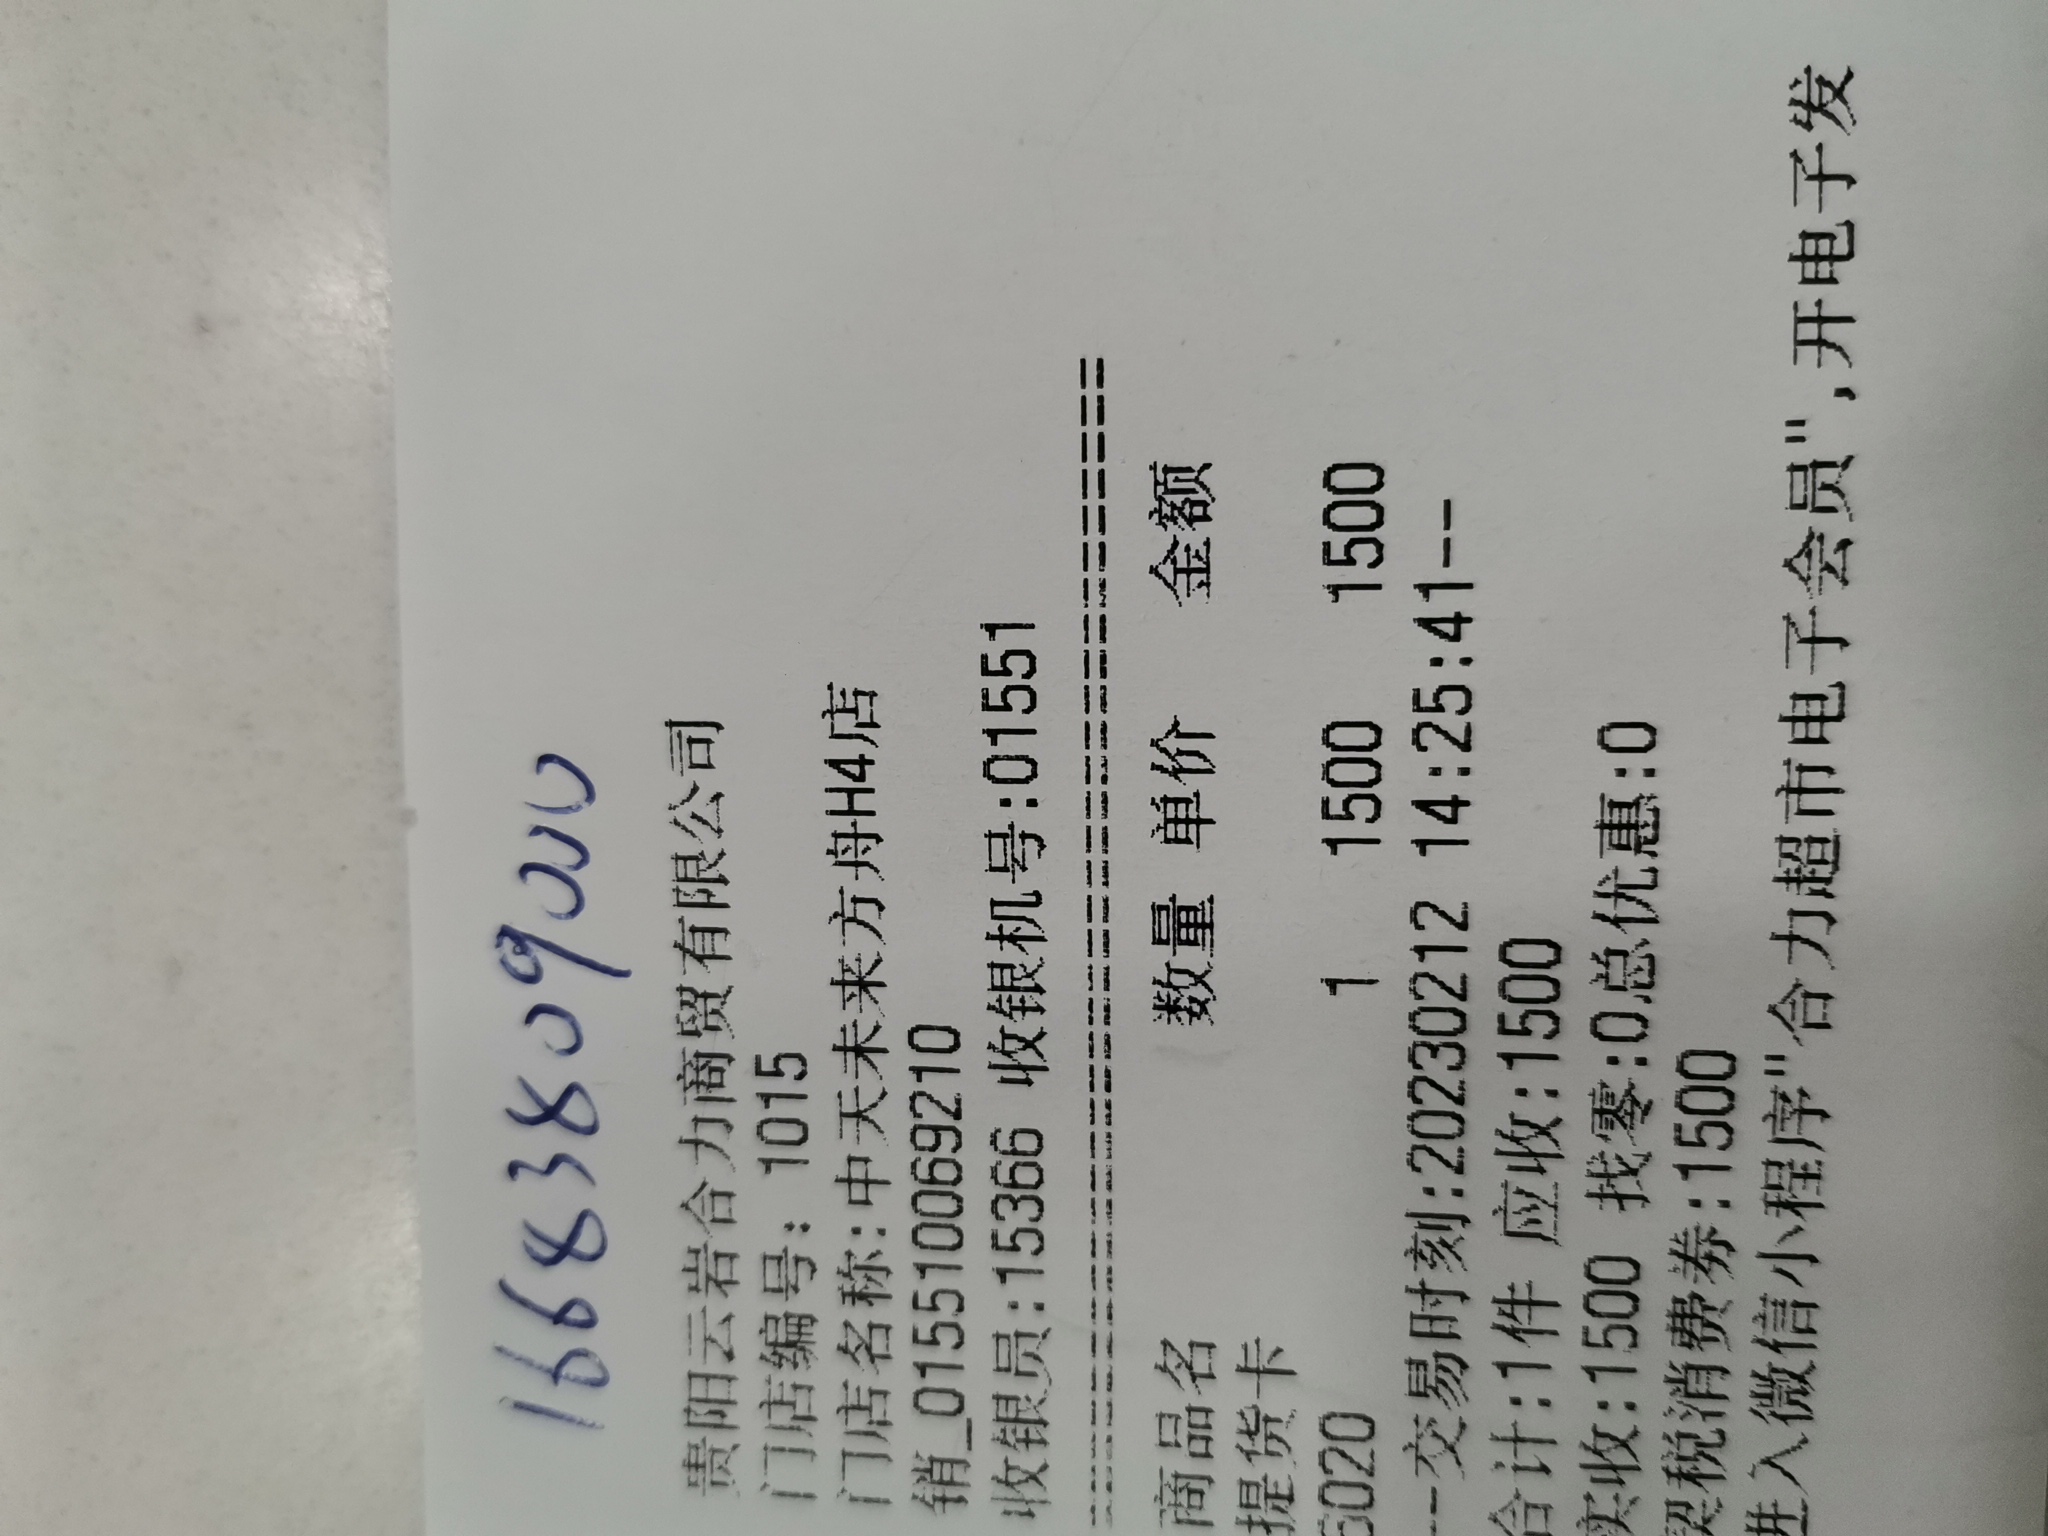 16683809000
贵阳云岩合力商贸有限公司
门店编号: 1015
门店名称:中天未来方舟H4店
销_015510069210
收银员:15366 收银机号:01551
========================================
商品名 数量 单价 金额
提货卡
6020 1 1500 1500
--交易时刻:20230212 14:25:41--
合计:1件 应收:1500
实收:1500 找零:0总优惠:0
契税消费券:1500
进入微信小程序"合力超市电子会员",开电子发